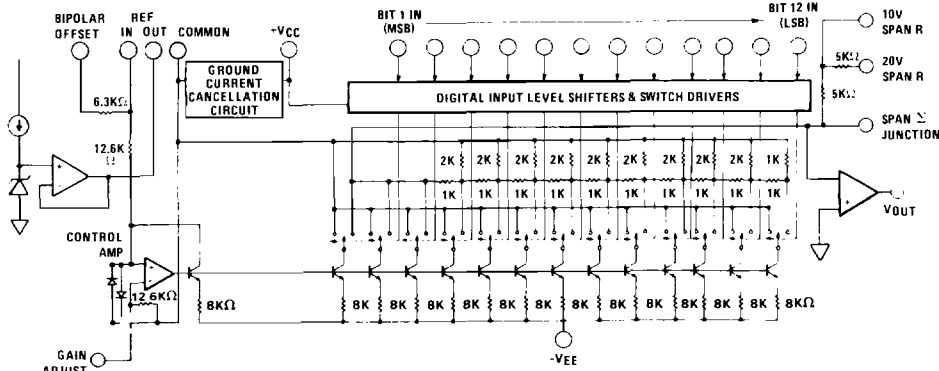 BIPOLAR OFFSET
REF IN OUT
COMMON
+VCC
BIT 1 IN (MSB)
BIT 12 IN (LSB)
10V SPAN R
20V SPAN R
5KΩ
5KΩ
SPAN Σ JUNCTION
GROUND CURRENT CANCELLATION CIRCUIT
DIGITAL INPUT LEVEL SHIFTERS & SWITCH DRIVERS
6.3KΩ
12.6K Ω
2K 2K 2K 2K 2K 2K 2K 2K 1K
1K 1K 1K 1K 1K 1K 1K 1K 1K
VOUT
CONTROL AMP
12.6KΩ
8KΩ
8K 8K 8K 8K 8K 8K 8K 8K 8K 8K 8K 8KΩ
-VEE
GAIN ADJUST